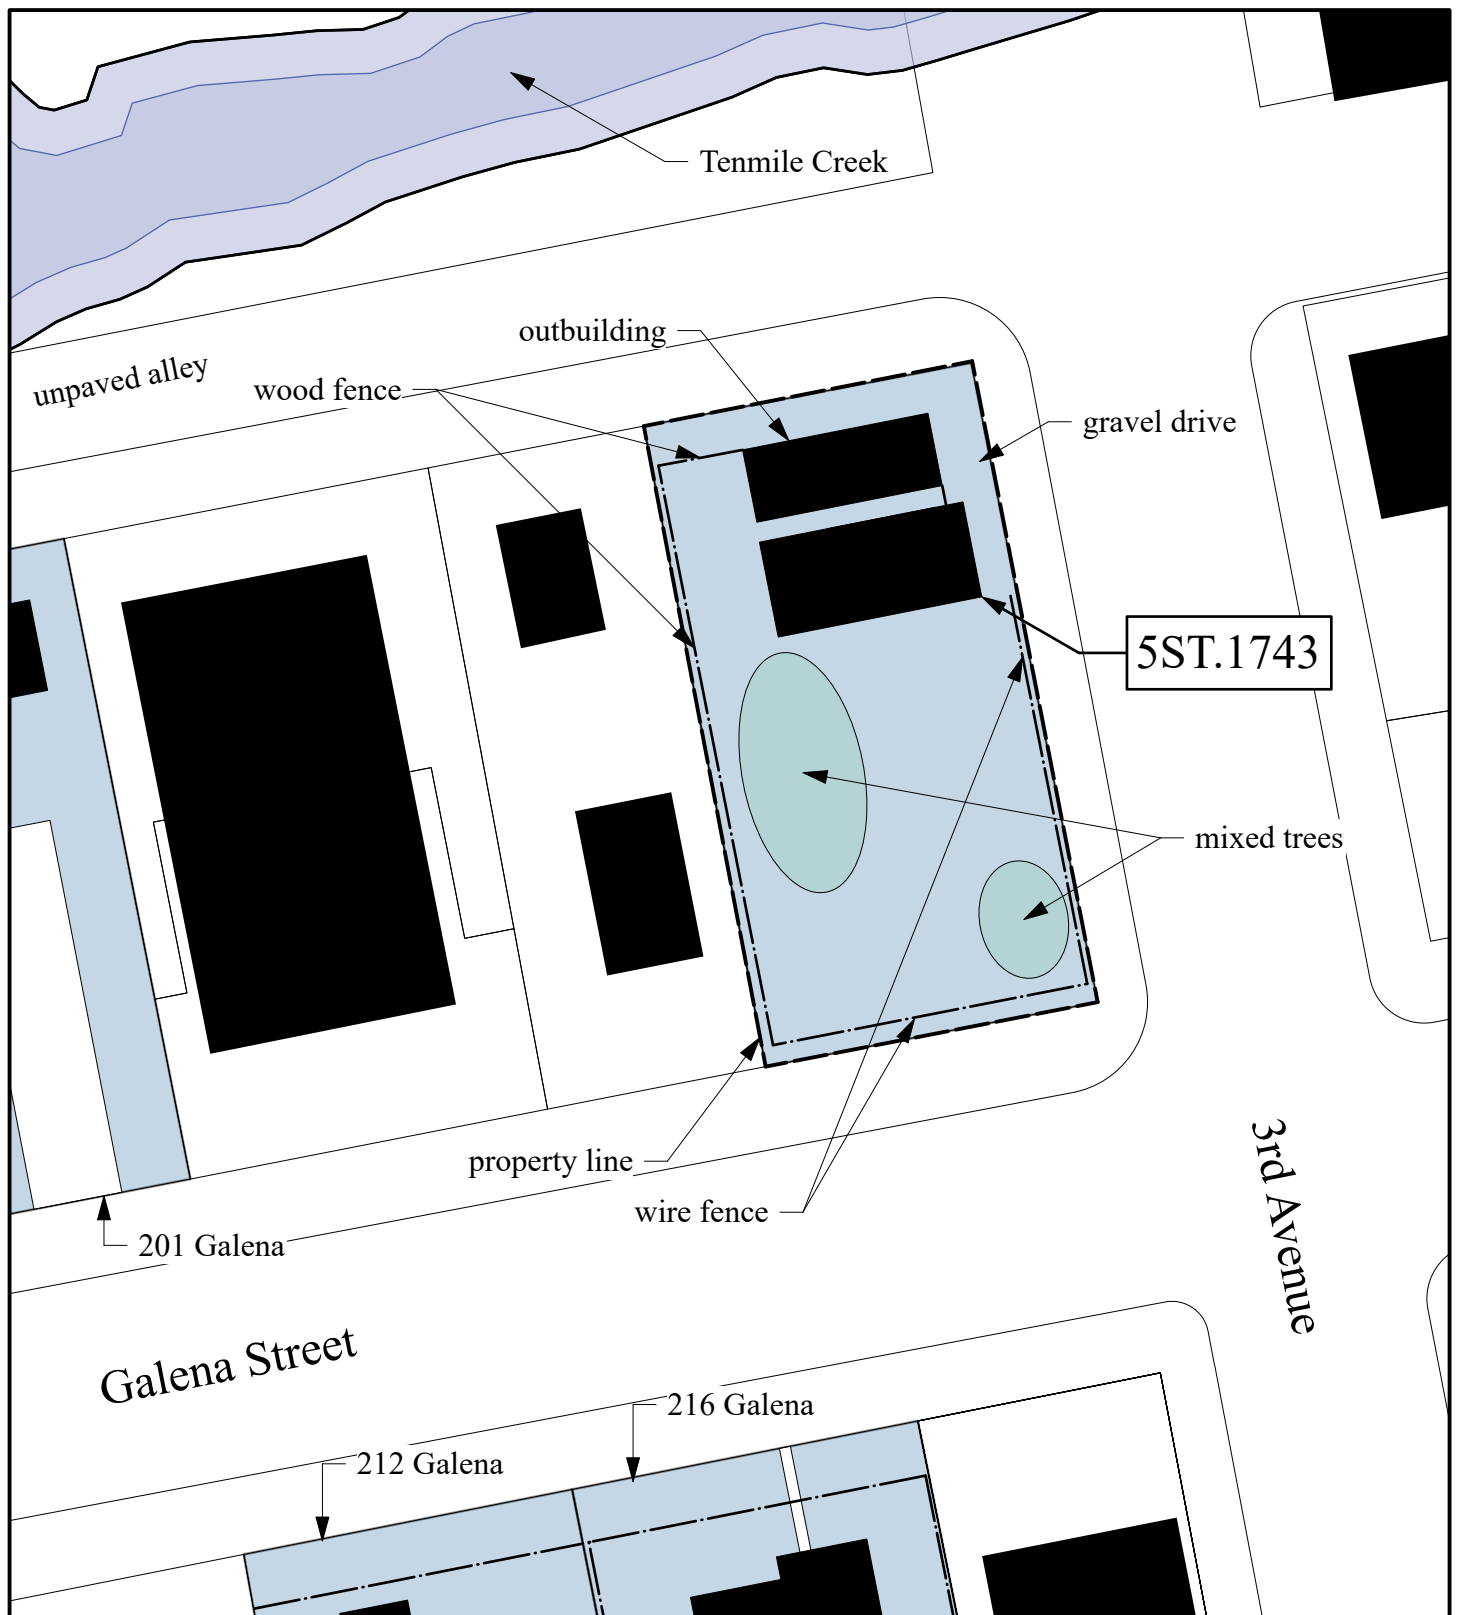 Tenmile Creek
outbuilding
unpaved alley
wood fence
gravel drive
5ST.1743
mixed trees
property line
wire fence
3rd Avenue
201 Galena
Galena Street
216 Galena
212 Galena